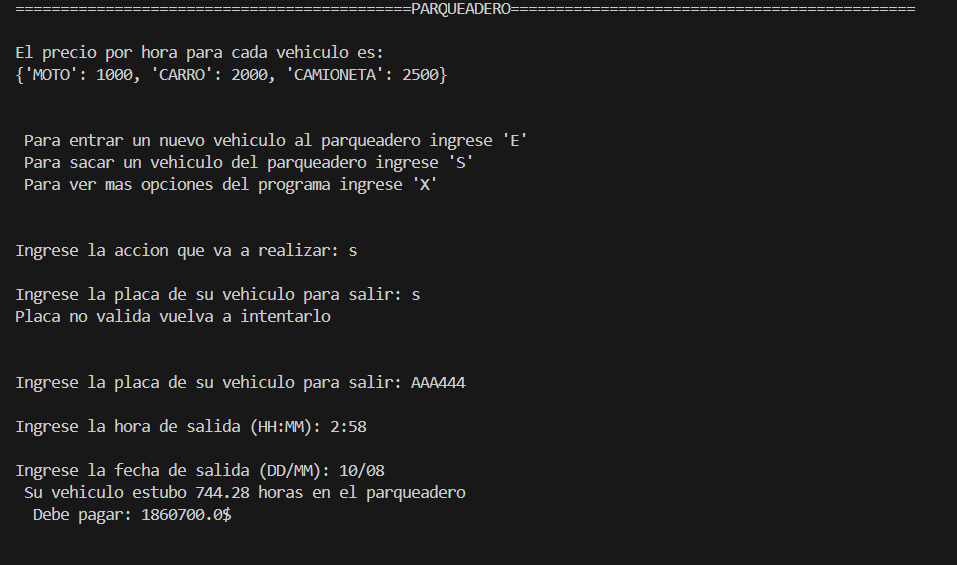 ============================================PARQUEADERO=============================================
El precio por hora para cada vehiculo es:
{'MOTO': 1000, 'CARRO': 2000, 'CAMIONETA': 2500}
Para entrar un nuevo vehiculo al parqueadero ingrese 'E'
Para sacar un vehiculo del parqueadero ingrese 'S'
Para ver mas opciones del programa ingrese 'X'
Ingrese la accion que va a realizar: s
Ingrese la placa de su vehiculo para salir: s
Placa no valida vuelva a intentarlo
Ingrese la placa de su vehiculo para salir: AAA444
Ingrese la hora de salida (HH:MM): 2:58
Ingrese la fecha de salida (DD/MM): 10/08
Su vehiculo estubo 744.28 horas en el parqueadero
Debe pagar: 1860700.0$